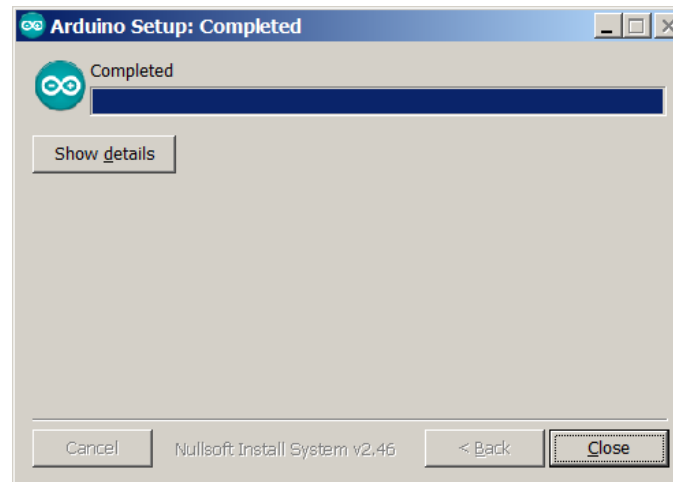 Arduino Setup: Completed
Completed
Show details
Cancel
Nullsoft Install System v2.46
< Back
Close